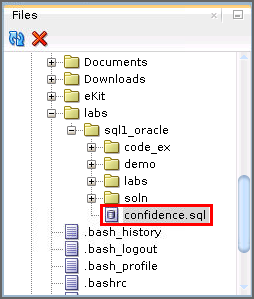 Files
Documents
Downloads
eKit
labs
sql1_oracle
code_ex
demo
labs
soln
confidence.sql
.bash_history
.bash_logout
.bash_profile
.bashrc